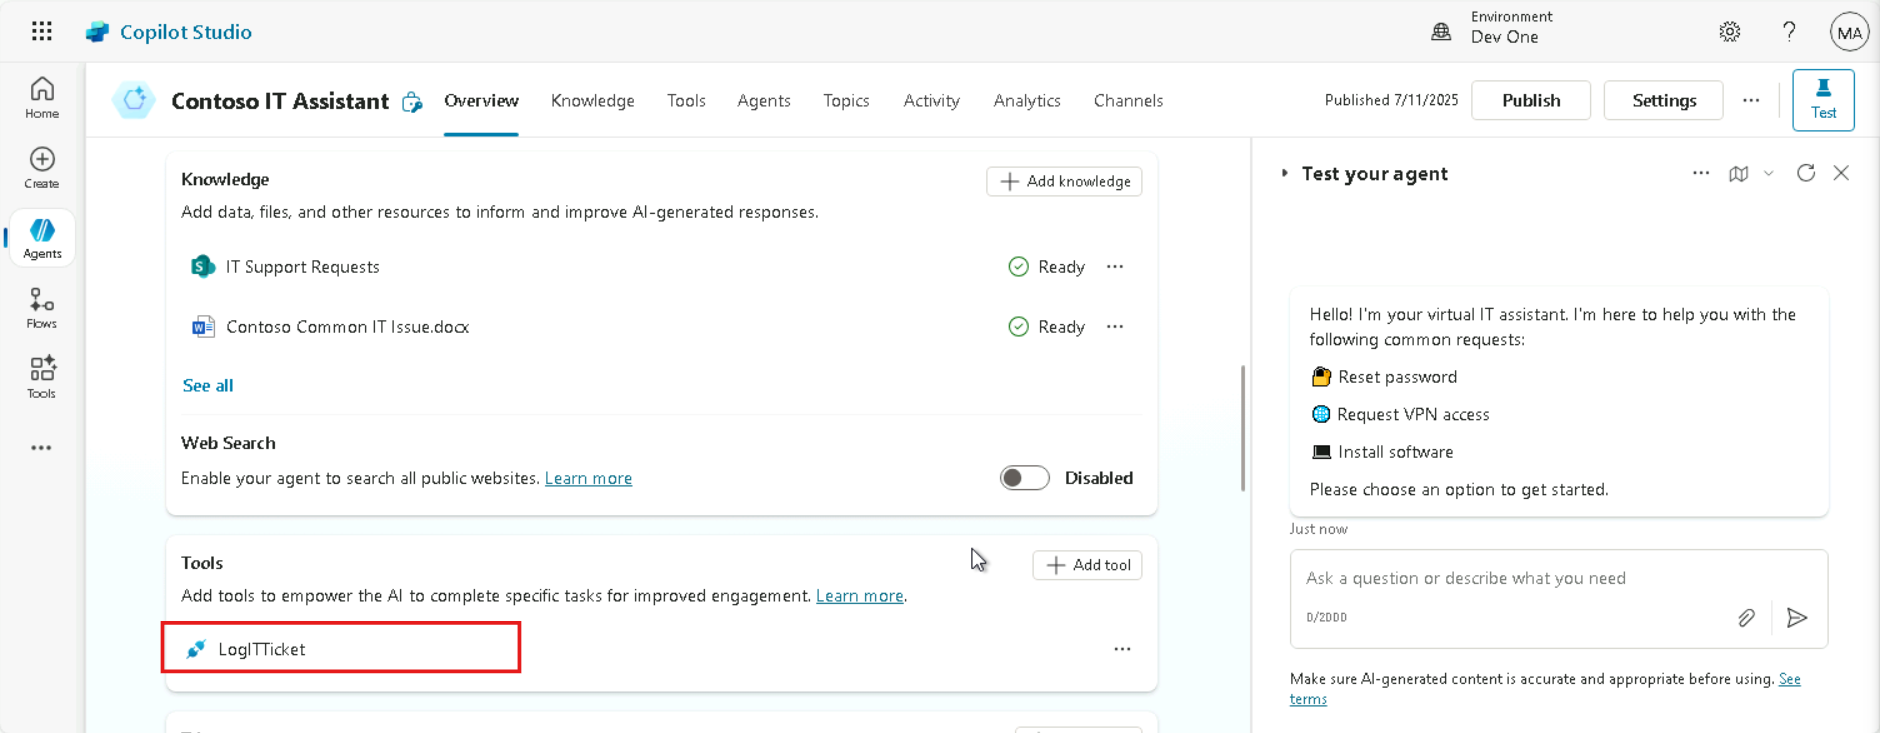 Copilot Studio
Environment
Dev One
MA
Home
Create
Agents
Flows
Tools
Contoso IT Assistant
Overview
Knowledge
Tools
Agents
Topics
Activity
Analytics
Channels
Published 7/11/2025
Publish
Settings
Test
Knowledge
Add knowledge
Add data, files, and other resources to inform and improve AI-generated responses.
IT Support Requests
Ready
Contoso Common IT Issue.docx
Ready
See all
Web Search
Enable your agent to search all public websites. Learn more
Disabled
Tools
Add tool
Add tools to empower the AI to complete specific tasks for improved engagement. Learn more.
LogITTicket
Test your agent
Hello! I'm your virtual IT assistant. I'm here to help you with the
following common requests:
Reset password
Request VPN access
Install software
Please choose an option to get started.
Just now
Ask a question or describe what you need
0/2000
Make sure AI-generated content is accurate and appropriate before using. See
terms